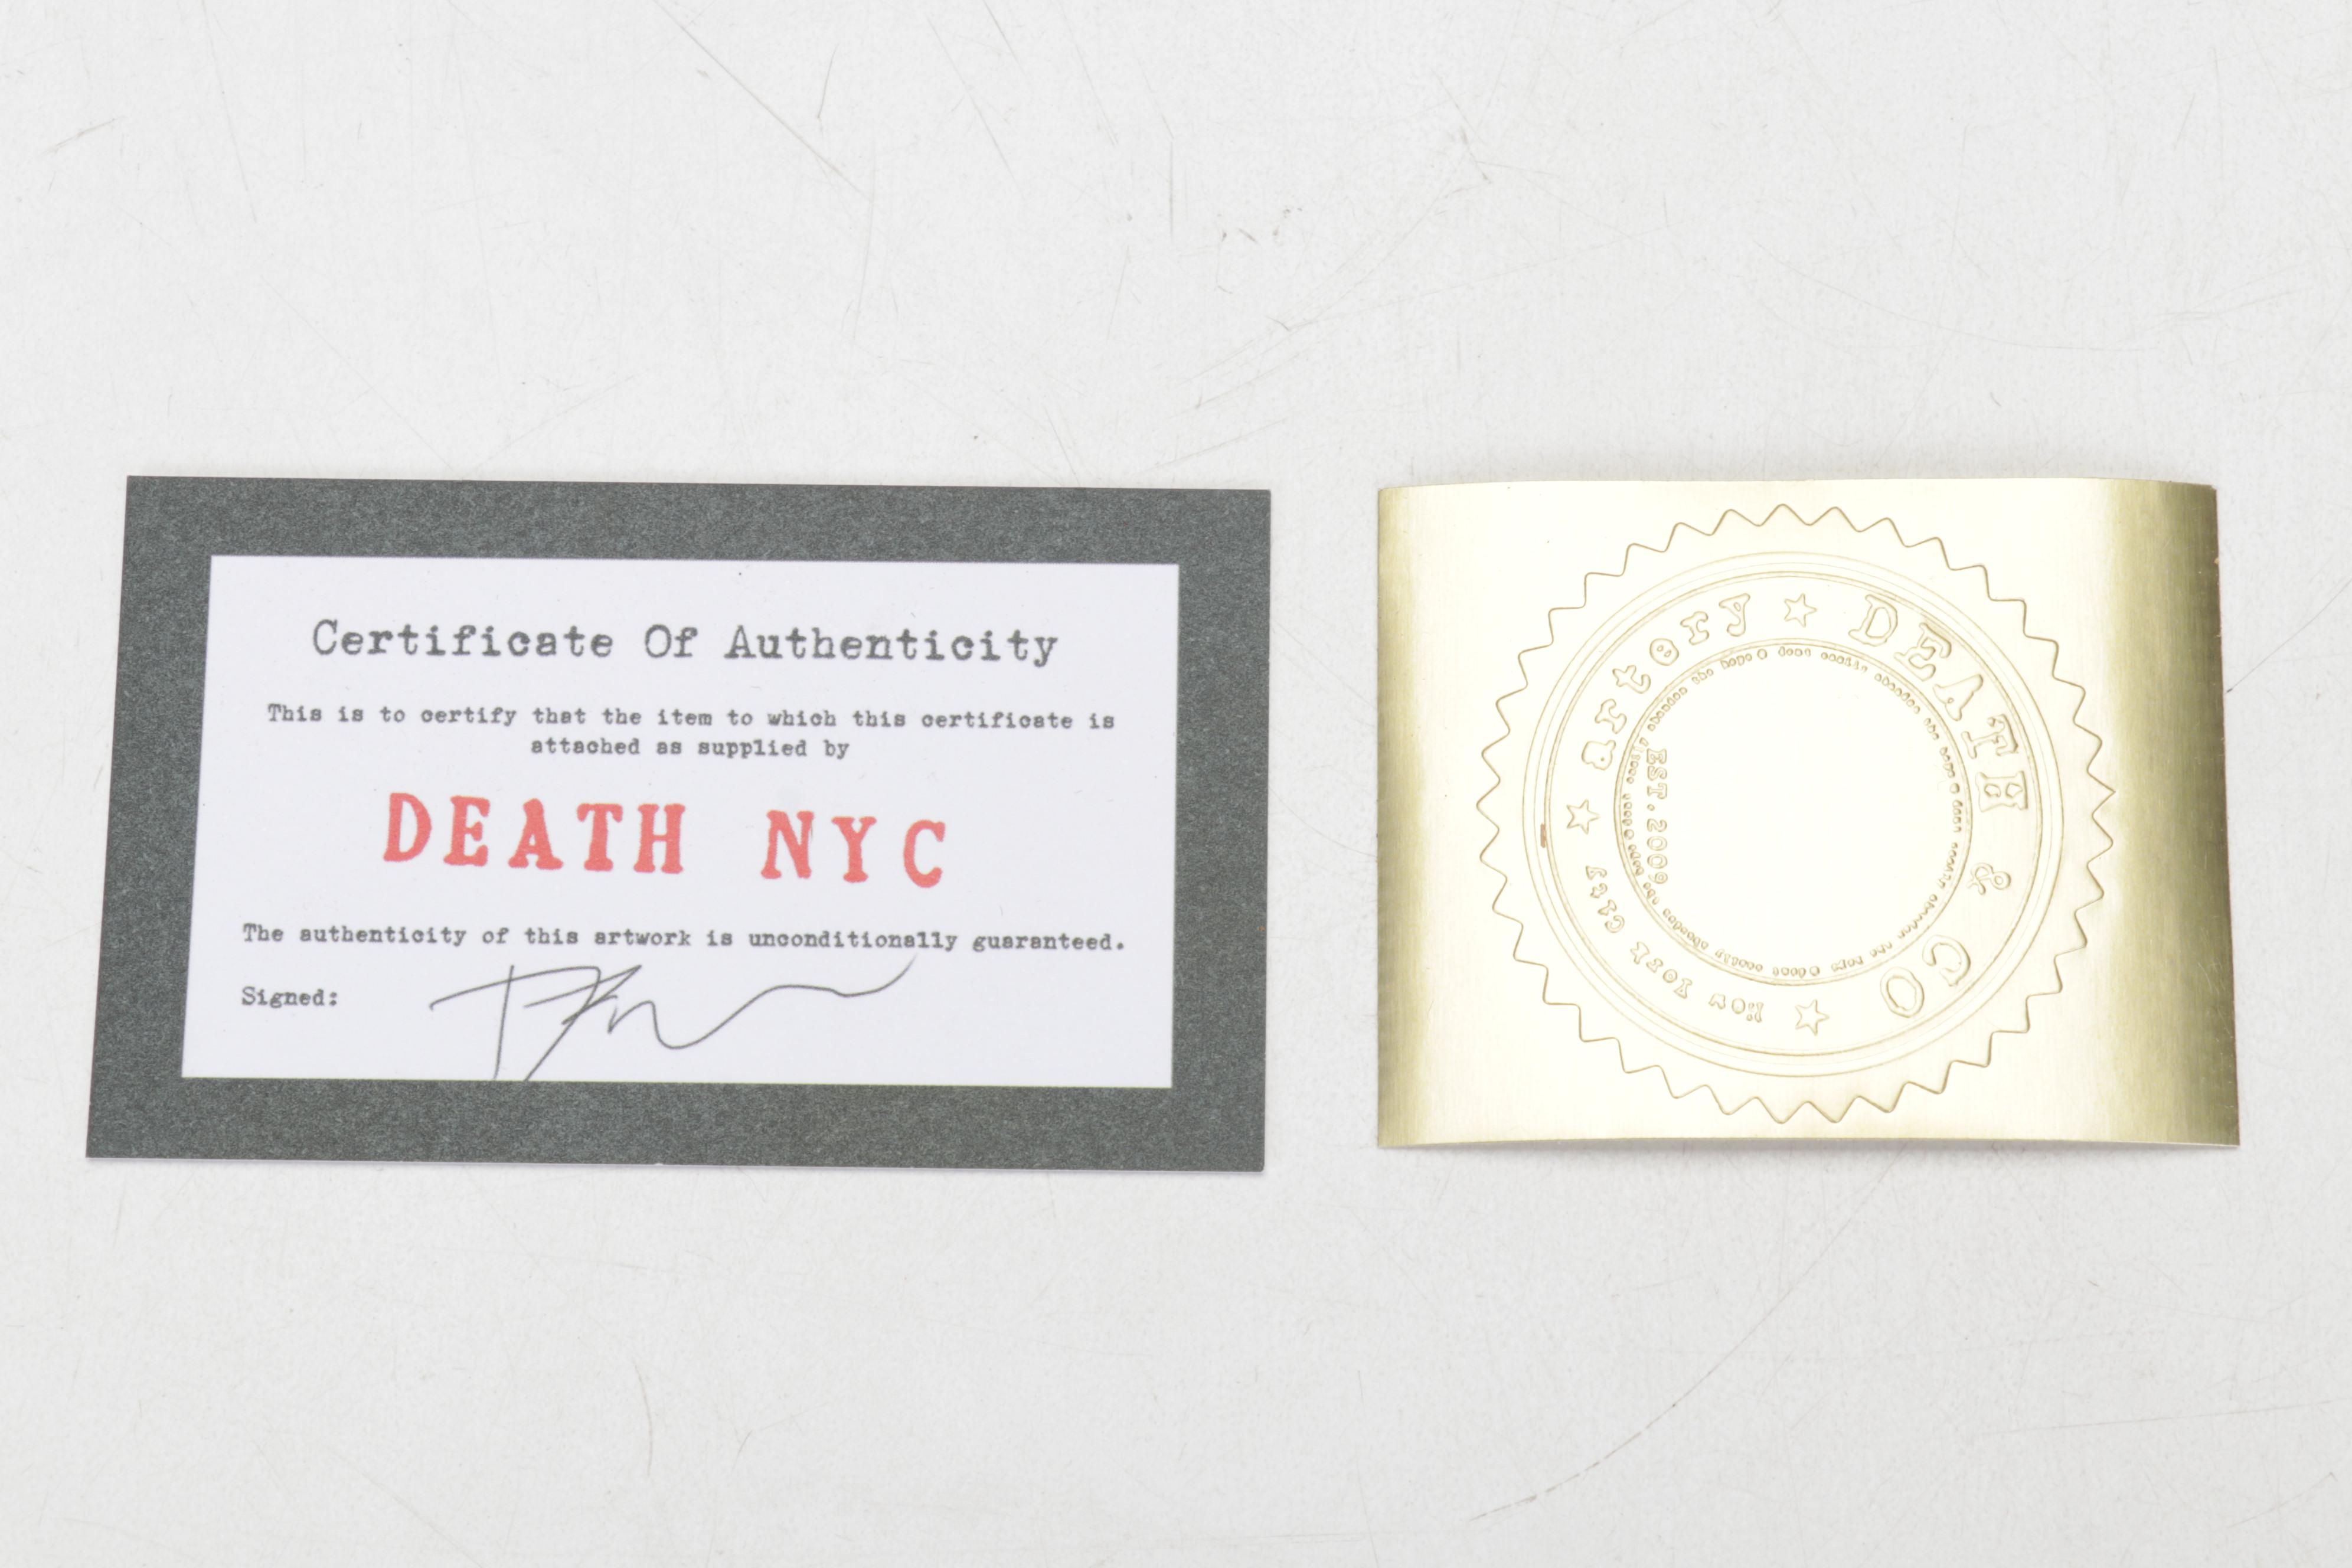 Certificate Of Authenticity
This is to certify that the item to which this certificate is
attached as supplied by
DEATH NYC
The authenticity of this artwork is unconditionally guaranteed.
Signed:
DEATH & CO
New York City
artery
EST. 2009